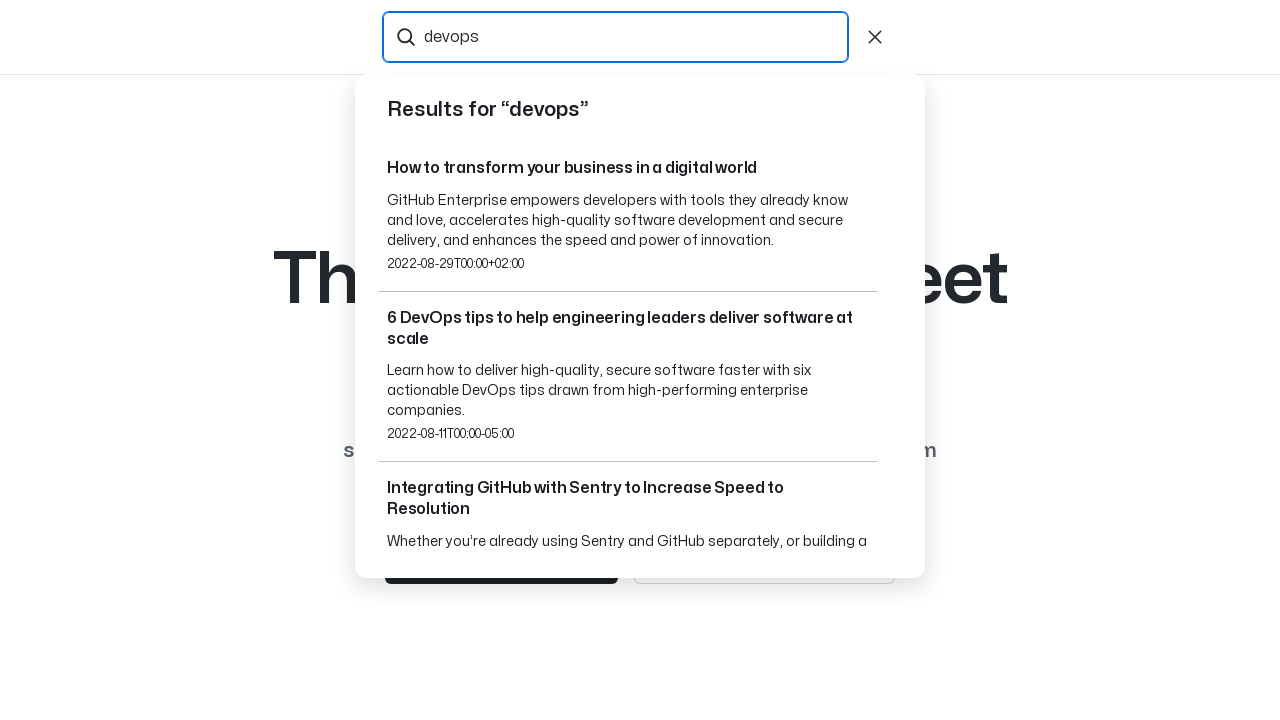 devops
Results for “devops”
How to transform your business in a digital world
GitHub Enterprise empowers developers with tools they already know
and love, accelerates high-quality software development and secure
delivery, and enhances the speed and power of innovation.
2022-08-29T00:00+02:00
Th
eet
6 DevOps tips to help engineering leaders deliver software at
scale
Learn how to deliver high-quality, secure software faster with six
actionable DevOps tips drawn from high-performing enterprise
companies.
2022-08-11T00:00-05:00
s
m
Integrating GitHub with Sentry to Increase Speed to
Resolution
Whether you’re already using Sentry and GitHub separately, or building a